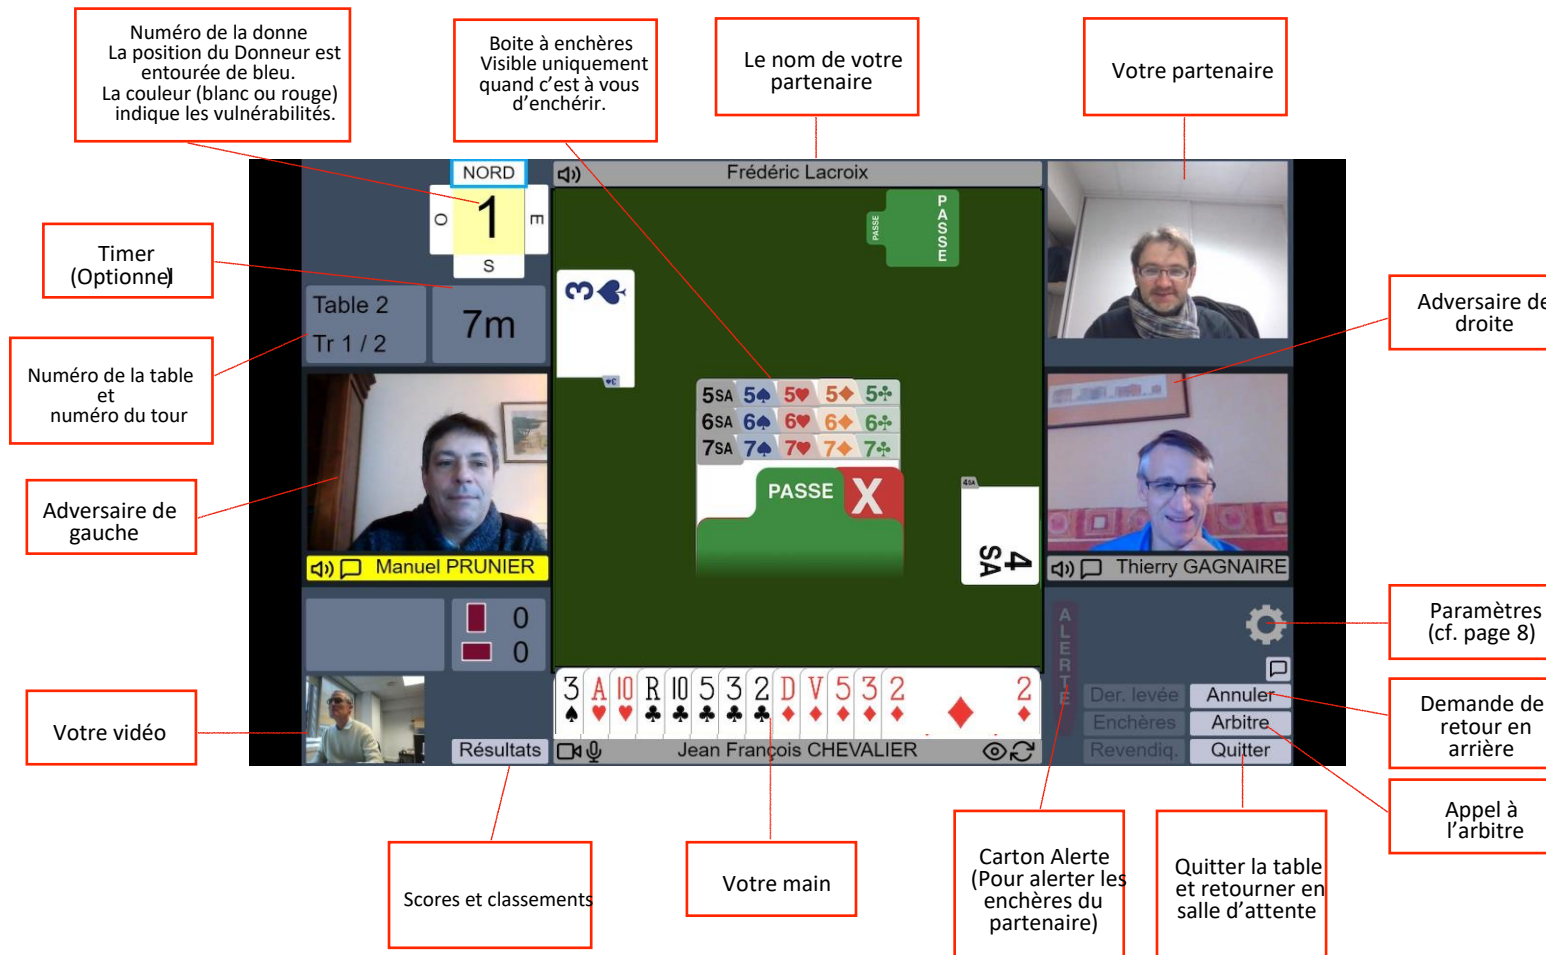 Numéro de la donne
La position du Donneur est
entourée de bleu.
La couleur (blanc ou rouge)
indique les vulnérabilités.
Boite à enchères
Visible uniquement
quand c’est à vous
d’enchérir.
Le nom de votre
partenaire
Votre partenaire
NORD
O
1
E
S
Frédéric Lacroix
PASSE
PASSE
Timer
(Optionnel)
Table 2
Tr 1 / 2
7m
3♠
3♠
Adversaire de
droite
Numéro de la table
et
numéro du tour
5SA 5♠ 5♥ 5♦ 5♣
6SA 6♠ 6♥ 6♦ 6♣
7SA 7♠ 7♥ 7♦ 7♣
PASSE X
4SA
4
SA
Adversaire de
gauche
Manuel PRUNIER
Thierry GAGNAIRE
0
0
ALERTE
Paramètres
(cf. page 8)
3 A 10 R 10 5 3 2 D V 5 3 2 2
♠ ♥ ♥ ♣ ♣ ♣ ♣ ♣ ♦ ♦ ♦ ♦ ♦ ♦ ♦
Der. levée Annuler
Enchères Arbitre
Revendiq. Quitter
Demande de
retour en
arrière
Votre vidéo
Résultats
Jean François CHEVALIER
Appel à
l’arbitre
Scores et classements
Votre main
Carton Alerte
(Pour alerter les
enchères du
partenaire)
Quitter la table
et retourner en
salle d’attente